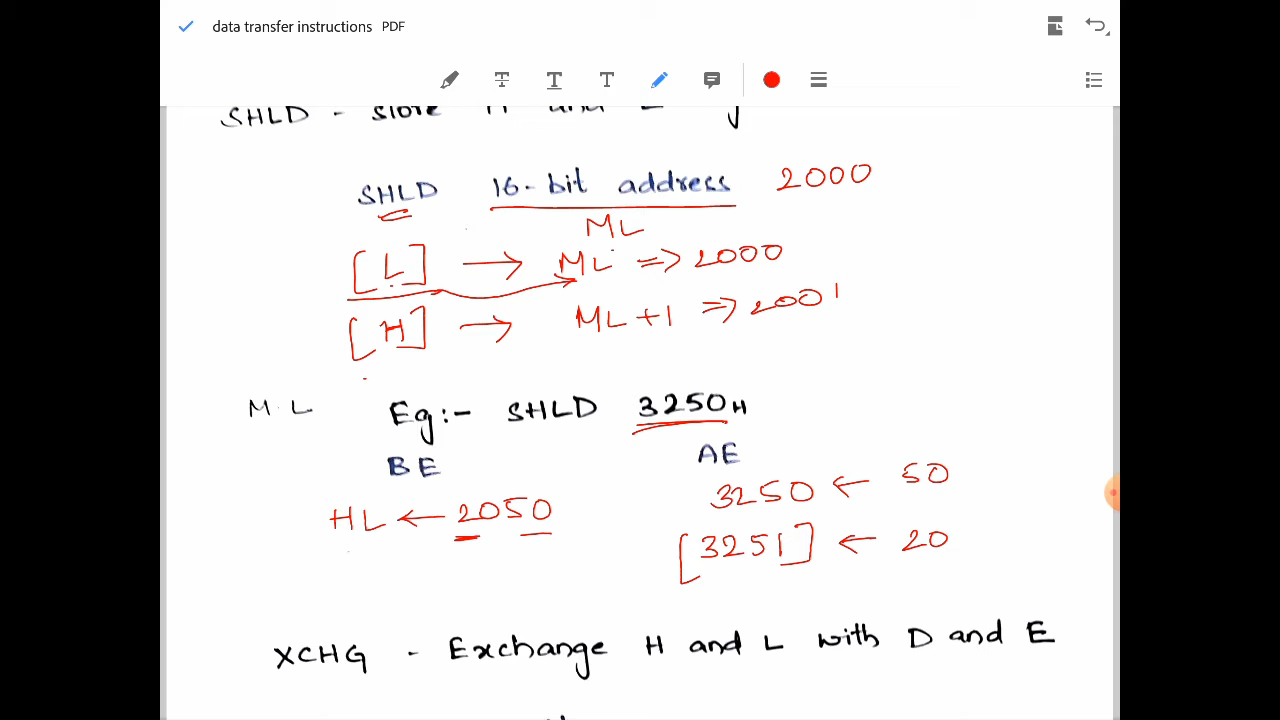 data transfer instructions PDF
SHLD - store H and L
SHLD 16-bit address 2000
ML
[L] → ML => 2000
[H] → ML+1 => 2001
M.L Eg:- SHLD 3250H
BE AE
HL ← 2050 3250 ← 50
[3251] ← 20
XCHG - Exchange H and L with D and E